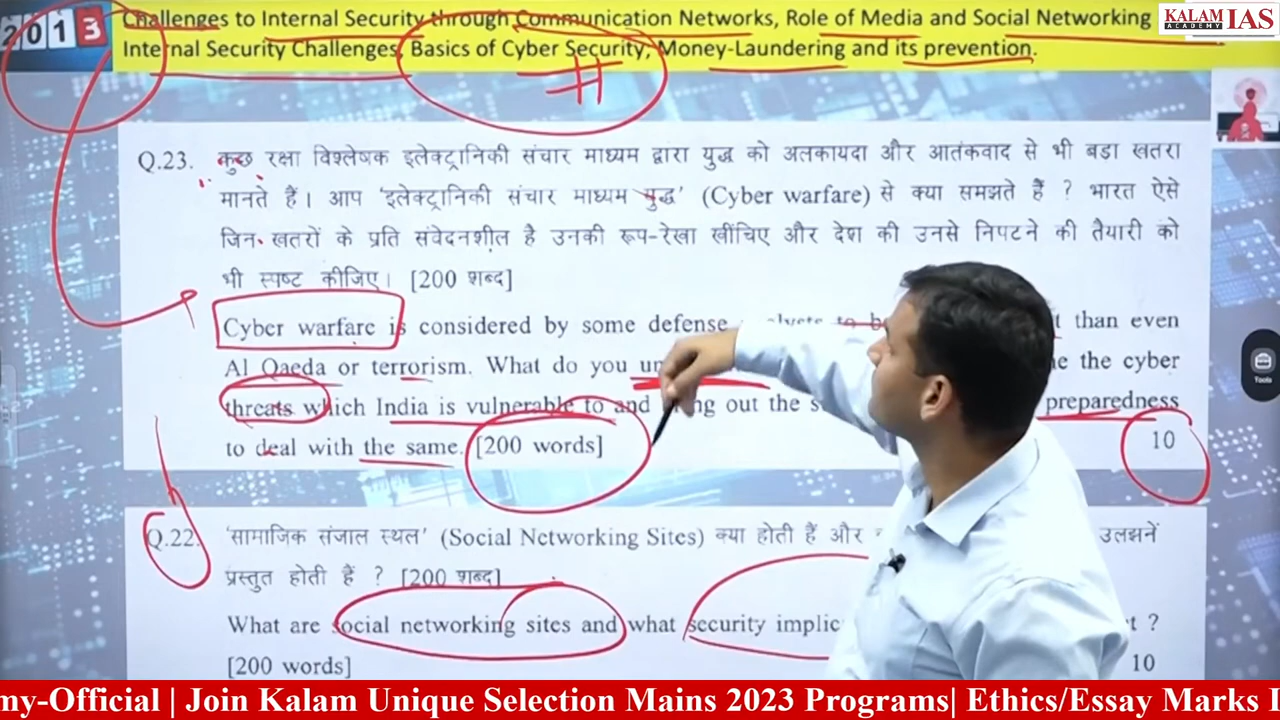 2013
Challenges to Internal Security through Communication Networks, Role of Media and Social Networking
Internal Security Challenges, Basics of Cyber Security, Money-Laundering and its prevention.
KALAM IAS
ACADEMY
Q.23. कुछ रक्षा विश्लेषक इलेक्ट्रानिकी संचार माध्यम द्वारा युद्ध को अलकायदा और आतंकवाद से भी बड़ा खतरा
मानते हैं। आप 'इलेक्ट्रानिकी संचार माध्यम युद्ध' (Cyber warfare) से क्या समझते हैं ? भारत ऐसे
जिन खतरों के प्रति संवेदनशील है उनकी रूप-रेखा खींचिए और देश की उनसे निपटने की तैयारी को
भी स्पष्ट कीजिए। [200 शब्द]
Cyber warfare is considered by some defense than even
Al Qaeda or terrorism. What do you the cyber
threats which India is vulnerable to and out the preparedness
to deal with the same. [200 words] 10
Tools
Q.22. 'सामाजिक संजाल स्थल' (Social Networking Sites) क्या होती हैं और उलझनें
प्रस्तुत होती हैं ? [200 शब्द]
What are social networking sites and what security ?
[200 words] 10
my-Official | Join Kalam Unique Selection Mains 2023 Programs| Ethics/Essay Marks